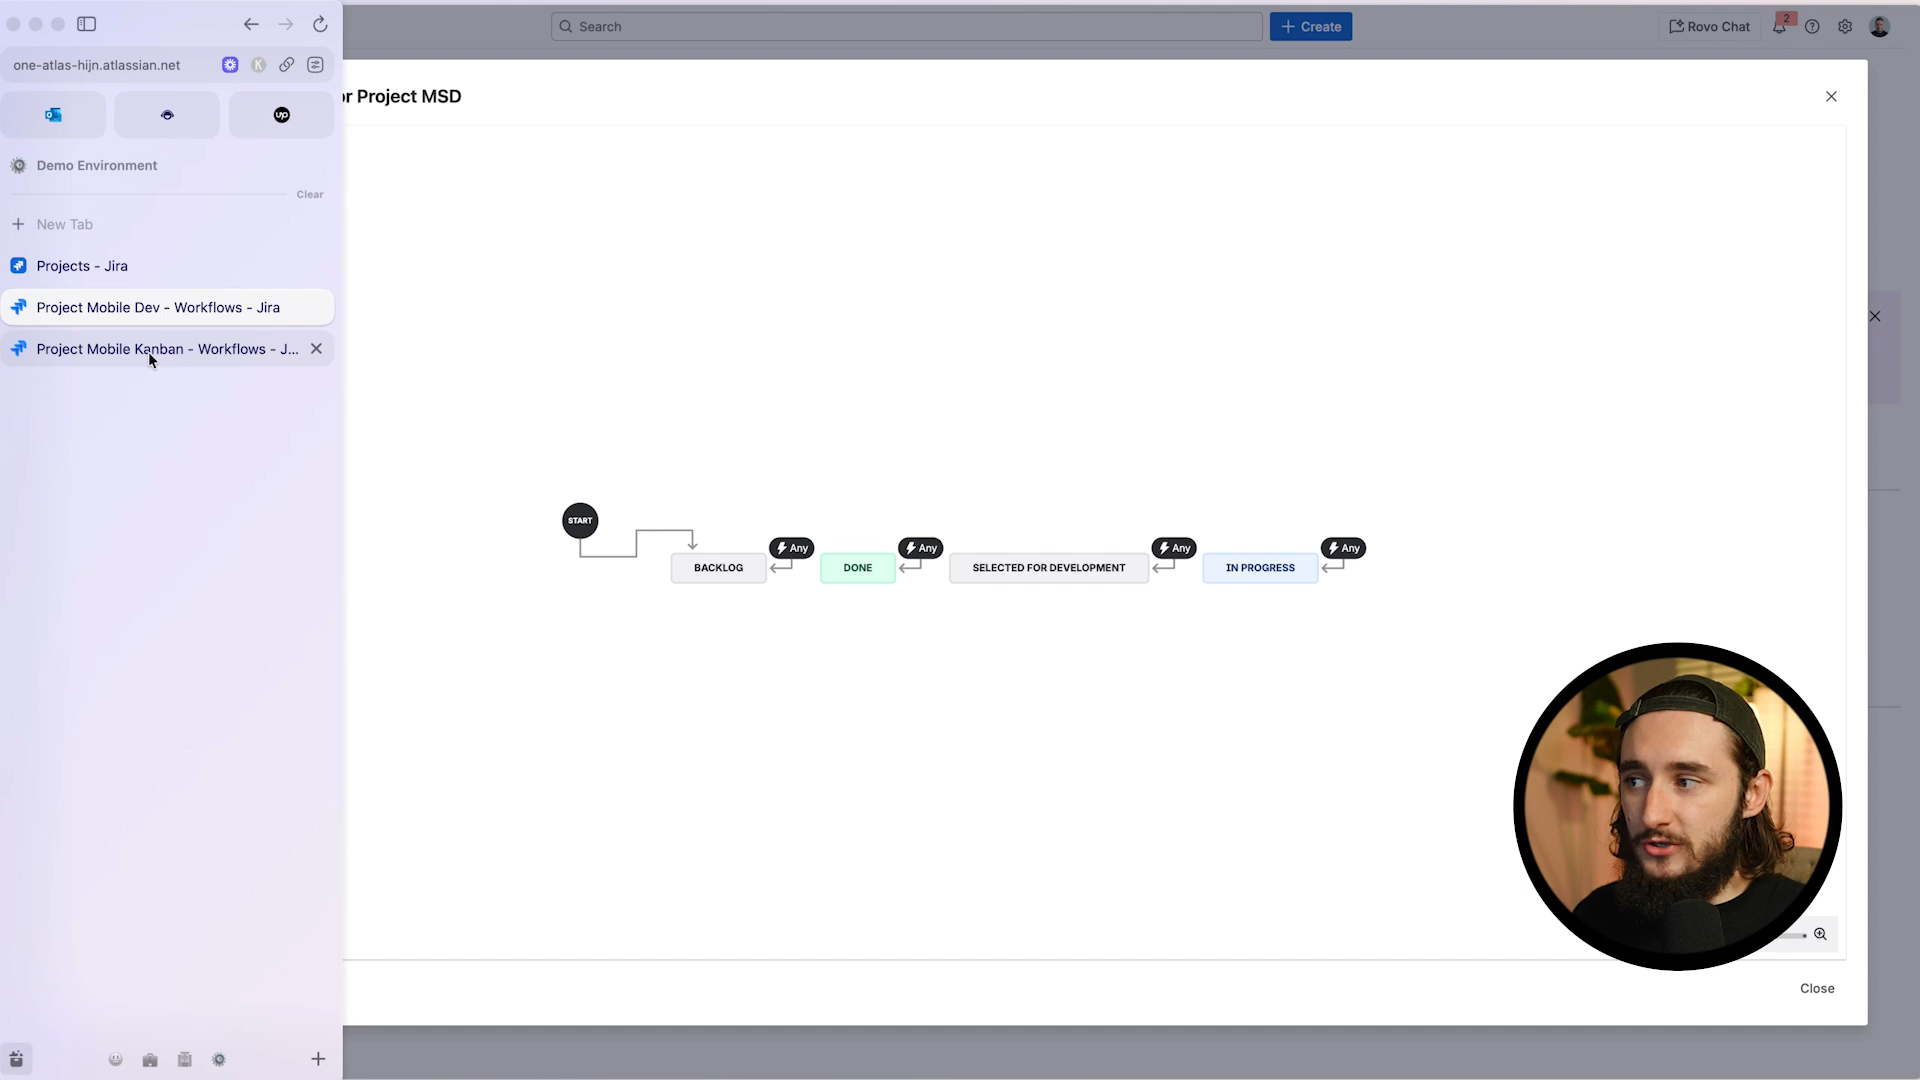 one-atlas-hijn.atlassian.net
K
up
Demo Environment
Clear
New Tab
Projects - Jira
Project Mobile Dev - Workflows - Jira
Project Mobile Kanban - Workflows - J...
Search
Create
Rovo Chat
2
or Project MSD
START
BACKLOG
Any
DONE
Any
SELECTED FOR DEVELOPMENT
Any
IN PROGRESS
Any
Close